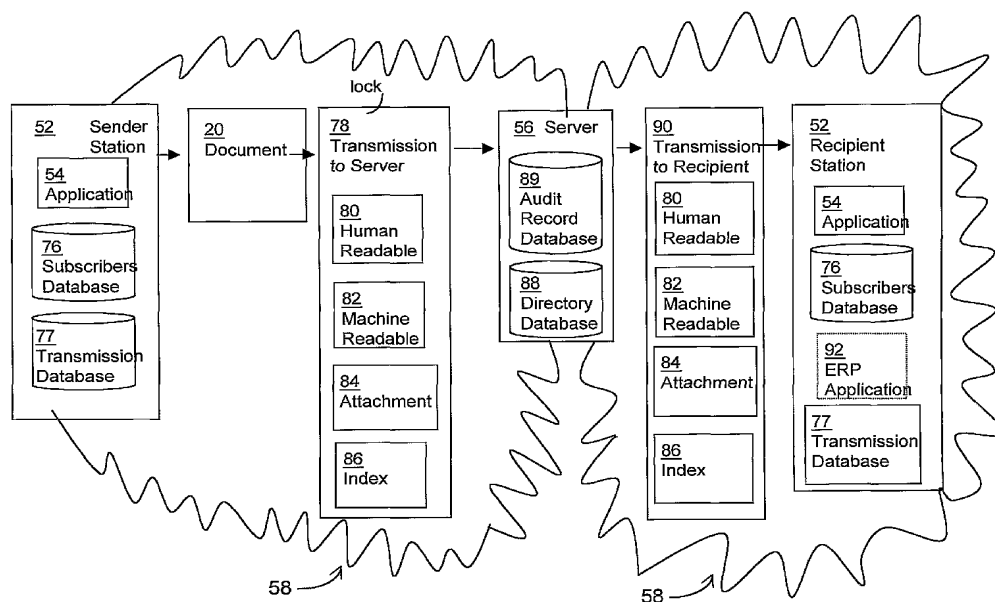 lock
52 Sender
Station
54
Application
76
Subscribers
Database
77
Transmission
Database
20
Document
78
Transmission
to Server
80
Human
Readable
82
Machine
Readable
84
Attachment
86
Index
56 Server
89
Audit
Record
Database
88
Directory
Database
90
Transmission
to Recipient
80
Human
Readable
82
Machine
Readable
84
Attachment
86
Index
52
Recipient
Station
54
Application
76
Subscribers
Database
92
ERP
Application
77
Transmission
Database
58
58